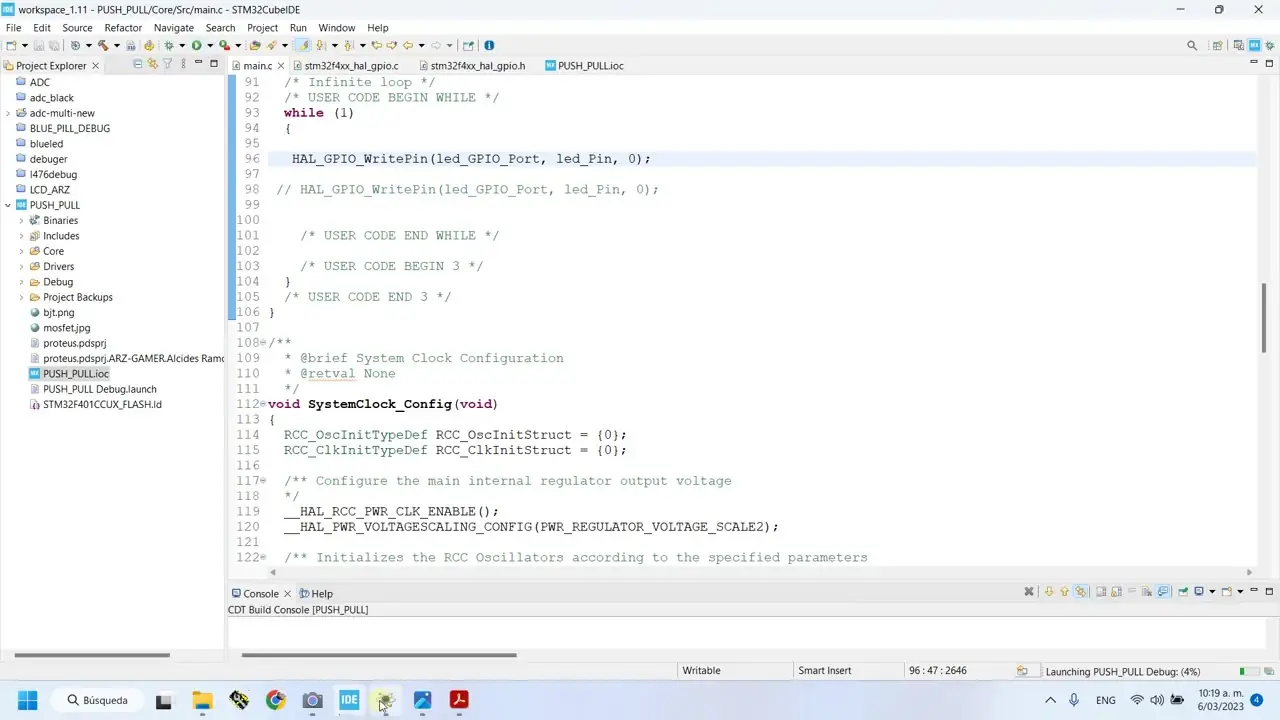 workspace_1.11 - PUSH_PULL/Core/Src/main.c - STM32CubeIDE
File Edit Source Refactor Navigate Search Project Run Window Help
Project Explorer
main.c stm32f4xx_hal_gpio.c stm32f4xx_hal_gpio.h PUSH_PULL.ioc
ADC
adc_black
adc-multi-new
BLUE_PILL_DEBUG
blueled
debuger
l476debug
LCD_ARZ
PUSH_PULL
Binaries
Includes
Core
Drivers
Debug
Project Backups
bjt.png
mosfet.jpg
proteus.pdsprj
proteus.pdsprj.ARZ-GAMER.Alcides Ramo
PUSH_PULL.ioc
PUSH_PULL Debug.launch
STM32F401CCUX_FLASH.ld
91 /* Infinite loop */
92 /* USER CODE BEGIN WHILE */
93 while (1)
94 {
95
96 HAL_GPIO_WritePin(led_GPIO_Port, led_Pin, 0);
97
98 // HAL_GPIO_WritePin(led_GPIO_Port, led_Pin, 0);
99
100
101 /* USER CODE END WHILE */
102
103 /* USER CODE BEGIN 3 */
104 }
105 /* USER CODE END 3 */
106 }
107
108 /**
109 * @brief System Clock Configuration
110 * @retval None
111 */
112 void SystemClock_Config(void)
113 {
114 RCC_OscInitTypeDef RCC_OscInitStruct = {0};
115 RCC_ClkInitTypeDef RCC_ClkInitStruct = {0};
116
117 /** Configure the main internal regulator output voltage
118 */
119 __HAL_RCC_PWR_CLK_ENABLE();
120 __HAL_PWR_VOLTAGESCALING_CONFIG(PWR_REGULATOR_VOLTAGE_SCALE2);
121
122 /** Initializes the RCC Oscillators according to the specified parameters
Console Help
CDT Build Console [PUSH_PULL]
Writable Smart Insert 96 : 47 : 2646 Launching PUSH_PULL Debug: (4%)
Búsqueda IDE ENG 10:19 a. m.
6/03/2023 4